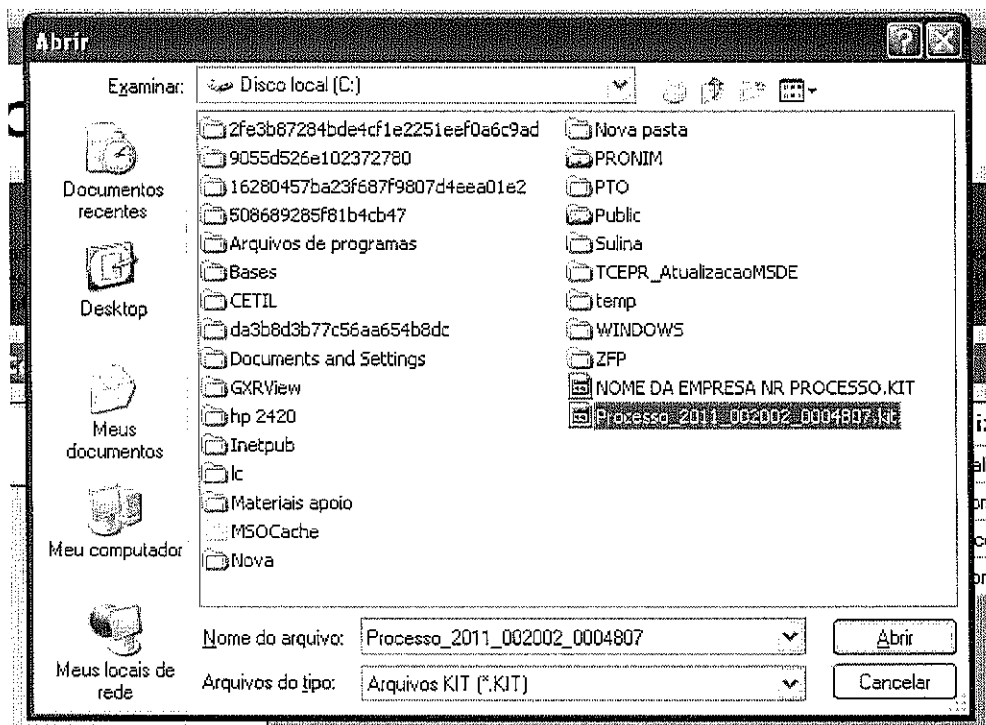 Abrir
Examinar:
Disco local (C:)
Documentos
recentes
Desktop
Meus
documentos
Meu computador
Meus locais de
rede
2fe3b87284bde4cf1e2251eef0a6c9ad
9055d526e102372780
16280457ba23f687f9807d4eea01e2
508689285f81b4cb47
Arquivos de programas
Bases
CETIL
da3b8d3b77c56aa654b8dc
Documents and Settings
GXRView
hp 2420
Inetpub
lc
Materiais apoio
MSOCache
Nova
Nova pasta
PRONIM
PTO
Public
Sulina
TCEPR_AtualizacaoMSDE
temp
WINDOWS
ZFP
NOME DA EMPRESA NR PROCESSO.KIT
Processo_2011_002002_0004807.kit
Nome do arquivo:
Processo_2011_002002_0004807
Abrir
Arquivos do tipo:
Arquivos KIT (*.KIT)
Cancelar